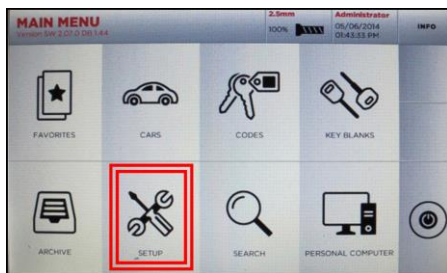 MAIN MENU
Version SW 2.07.0 DB 1.44
2.5mm
100%
Administrator
05/06/2014
01:43:33 PM
INFO
FAVORITES
CARS
CODES
KEY BLANKS
ARCHIVE
SETUP
SEARCH
PERSONAL COMPUTER